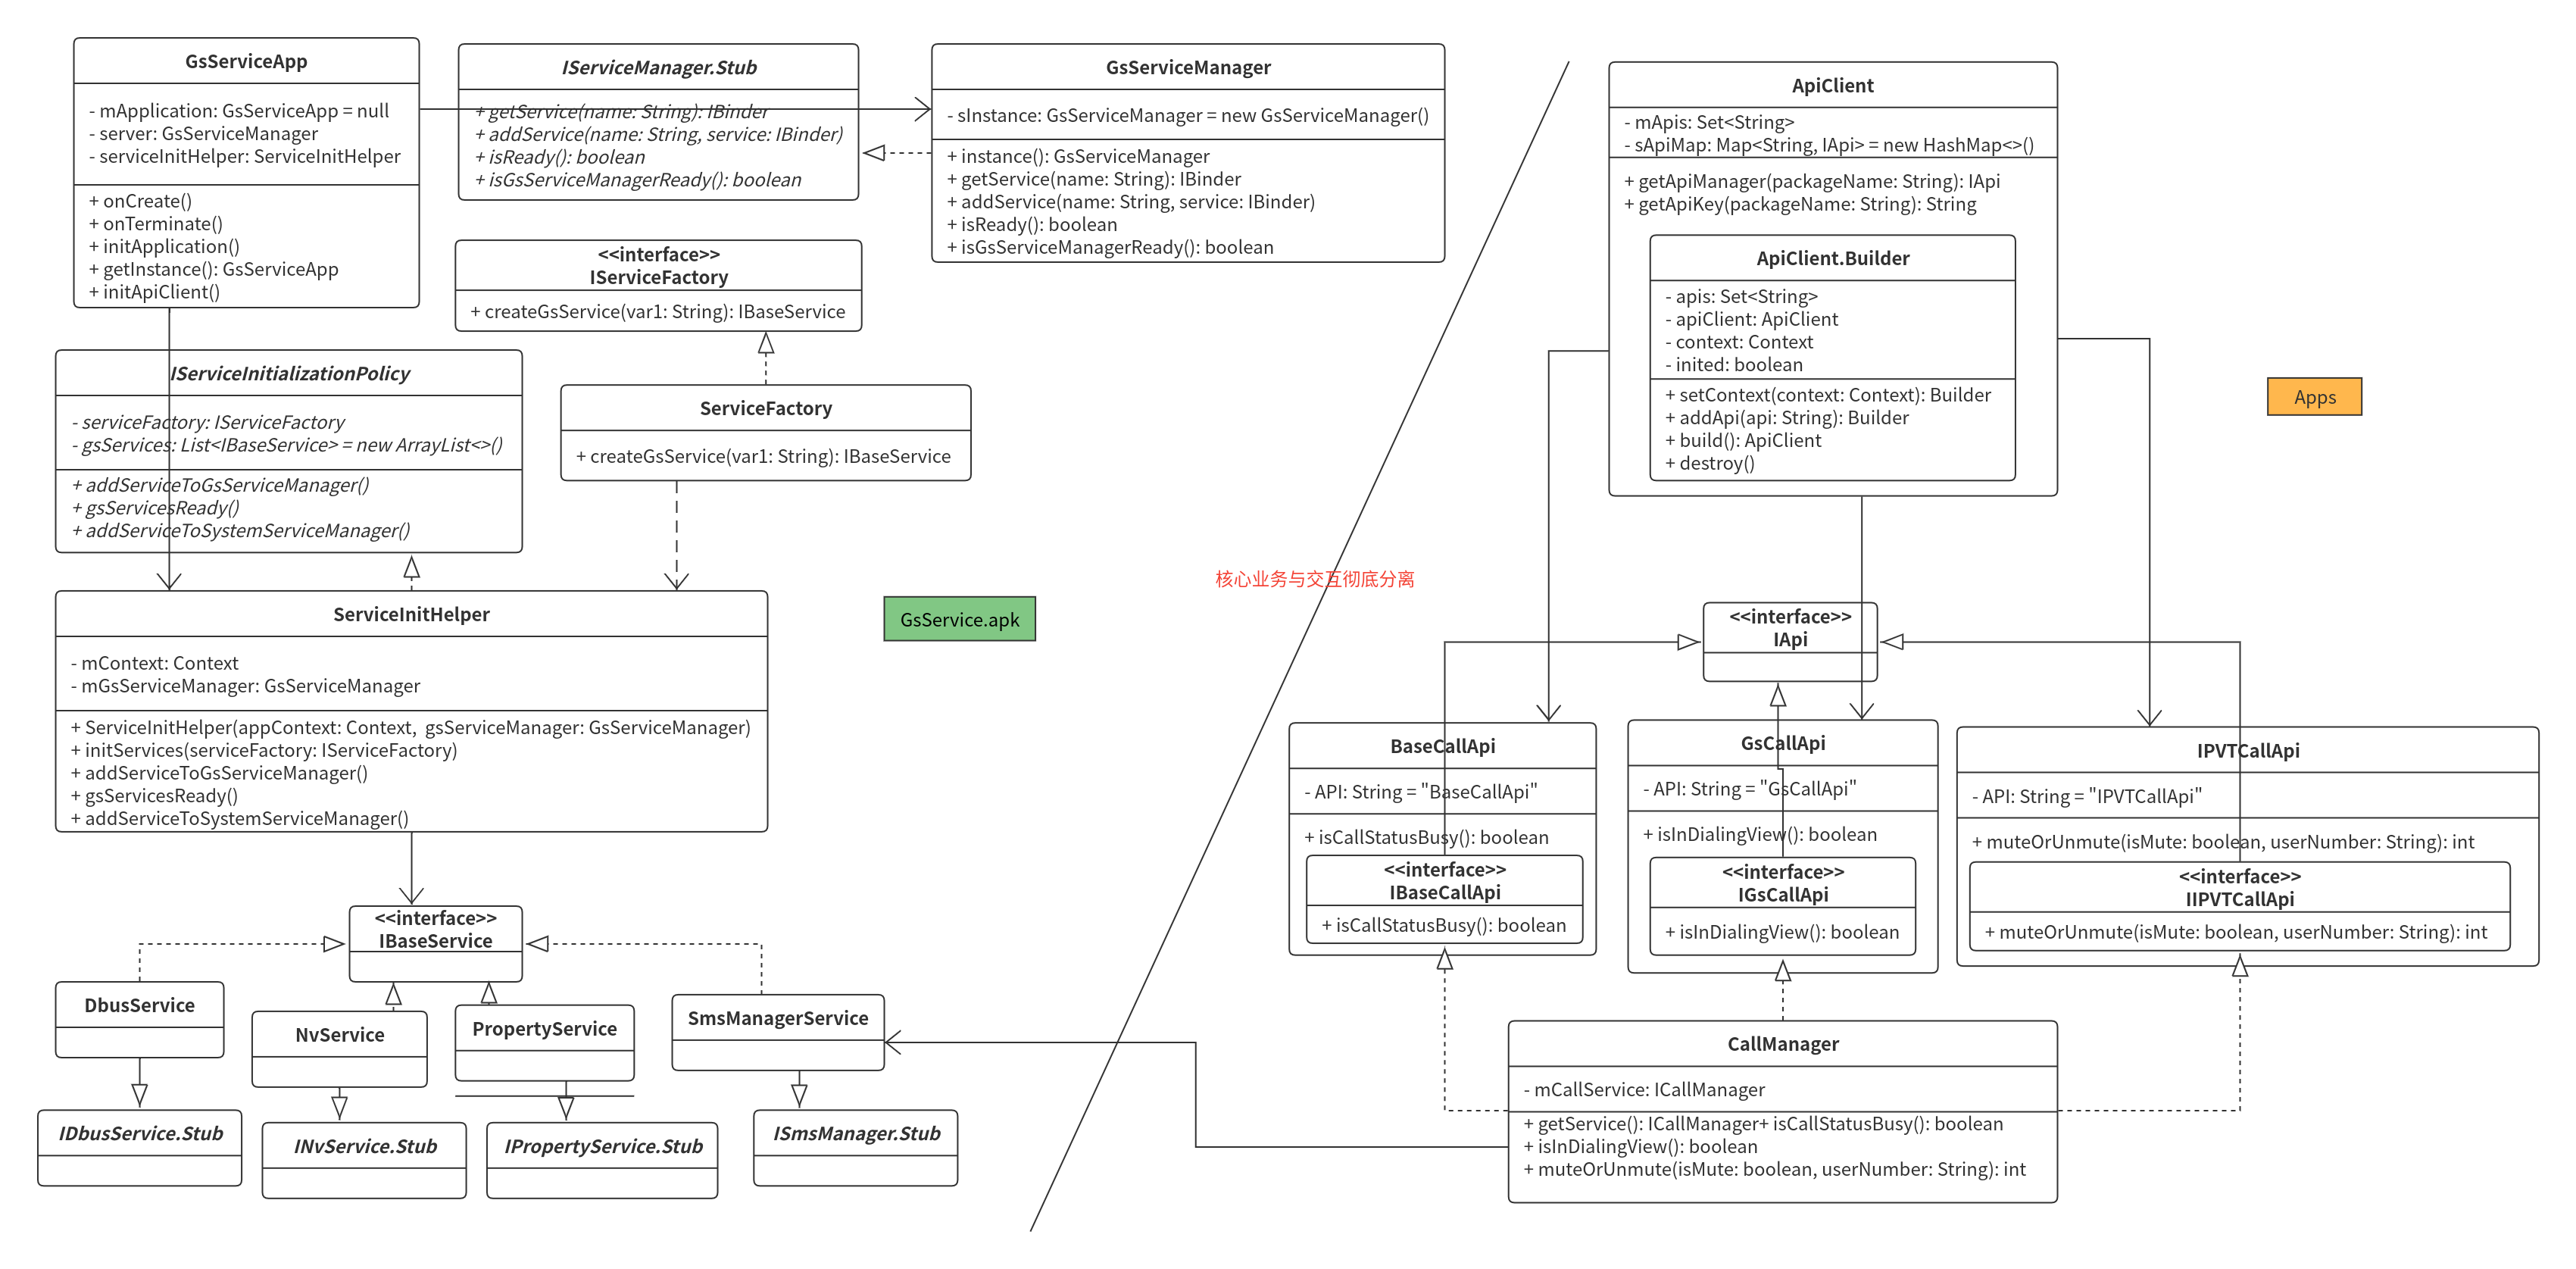 GsServiceApp
- mApplication: GsServiceApp = null
- server: GsServiceManager
- serviceInitHelper: ServiceInitHelper
+ onCreate()
+ onTerminate()
+ initApplication()
+ getInstance(): GsServiceApp
+ initApiClient()
IServiceManager.Stub
+ getService(name: String): IBinder
+ addService(name: String, service: IBinder)
+ isReady(): boolean
+ isGsServiceManagerReady(): boolean
GsServiceManager
- sInstance: GsServiceManager = new GsServiceManager()
+ instance(): GsServiceManager
+ getService(name: String): IBinder
+ addService(name: String, service: IBinder)
+ isReady(): boolean
+ isGsServiceManagerReady(): boolean
<<interface>>
IServiceFactory
+ createGsService(var1: String): IBaseService
IServiceInitializationPolicy
- serviceFactory: IServiceFactory
- gsServices: List<IBaseService> = new ArrayList<>()
+ addServiceToGsServiceManager()
+ gsServicesReady()
+ addServiceToSystemServiceManager()
ServiceFactory
+ createGsService(var1: String): IBaseService
ServiceInitHelper
- mContext: Context
- mGsServiceManager: GsServiceManager
+ ServiceInitHelper(appContext: Context,  gsServiceManager: GsServiceManager)
+ initServices(serviceFactory: IServiceFactory)
+ addServiceToGsServiceManager()
+ gsServicesReady()
+ addServiceToSystemServiceManager()
GsService.apk
<<interface>>
IBaseService
DbusService
NvService
PropertyService
SmsManagerService
IDbusService.Stub
INvService.Stub
IPropertyService.Stub
ISmsManager.Stub
核心业务与交互彻底分离
ApiClient
- mApis: Set<String>
- sApiMap: Map<String, IApi> = new HashMap<>()
+ getApiManager(packageName: String): IApi
+ getApiKey(packageName: String): String
ApiClient.Builder
- apis: Set<String>
- apiClient: ApiClient
- context: Context
- inited: boolean
+ setContext(context: Context): Builder
+ addApi(api: String): Builder
+ build(): ApiClient
+ destroy()
Apps
<<interface>>
IApi
BaseCallApi
- API: String = "BaseCallApi"
+ isCallStatusBusy(): boolean
<<interface>>
IBaseCallApi
+ isCallStatusBusy(): boolean
GsCallApi
- API: String = "GsCallApi"
+ isInDialingView(): boolean
<<interface>>
IGsCallApi
+ isInDialingView(): boolean
IPVTCallApi
- API: String = "IPVTCallApi"
+ muteOrUnmute(isMute: boolean, userNumber: String): int
<<interface>>
IIPVTCallApi
+ muteOrUnmute(isMute: boolean, userNumber: String): int
CallManager
- mCallService: ICallManager
+ getService(): ICallManager+ isCallStatusBusy(): boolean
+ isInDialingView(): boolean
+ muteOrUnmute(isMute: boolean, userNumber: String): int